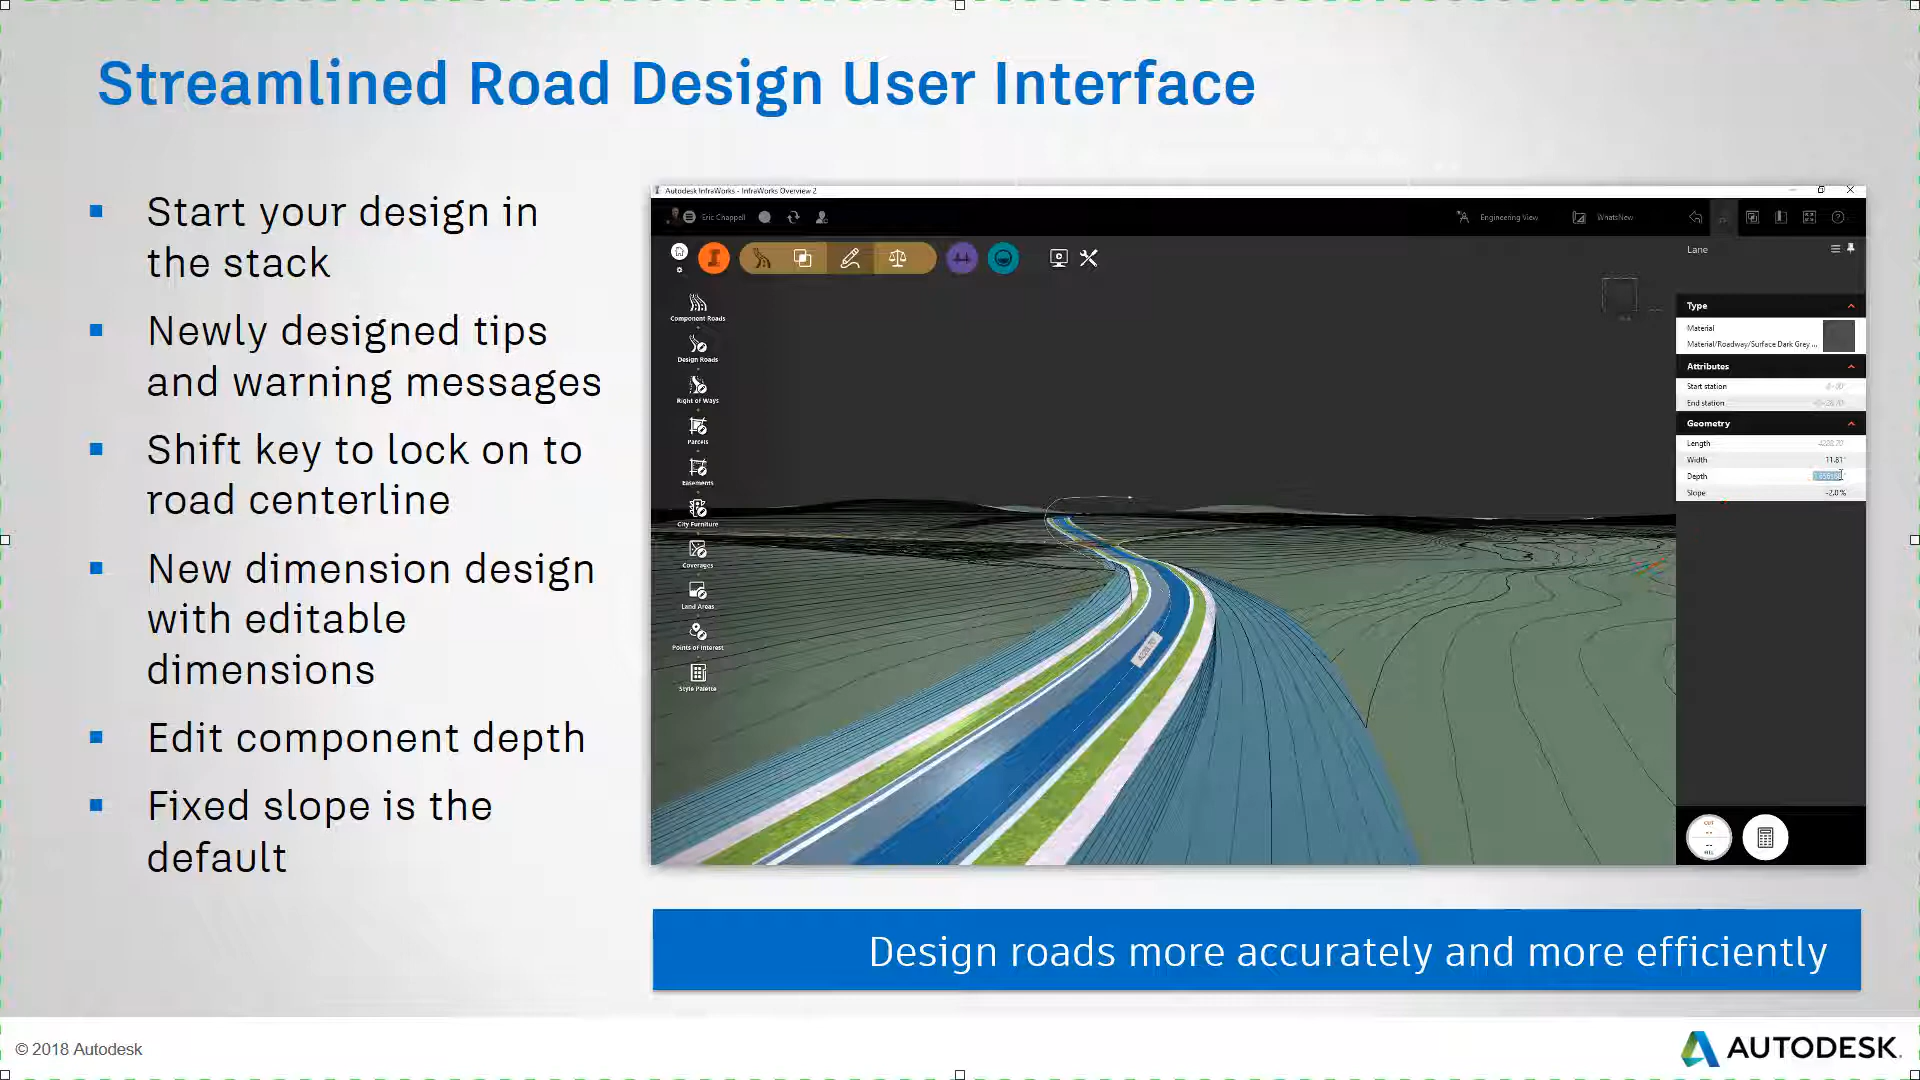 Streamlined Road Design User Interface
Start your design in
the stack
Newly designed tips
and warning messages
Shift key to lock on to
road centerline
New dimension design
with editable
dimensions
Edit component depth
Fixed slope is the
default
Autodesk InfraWorks - InfraWorks Overview 2
Eric Chappell
Engineering View
WhatsNew
Component Roads
Design Roads
Right of Ways
Parcels
Easements
City Furniture
Coverages
Land Areas
Points of Interest
Style Palette
Lane
Type
Material
Material/Roadway/Surface Dark Grey ...
Attributes
Start station
End station
Geometry
Length
Width 11.81'
Depth
Slope -2.0 %
Design roads more accurately and more efficiently
© 2018 Autodesk
AUTODESK.